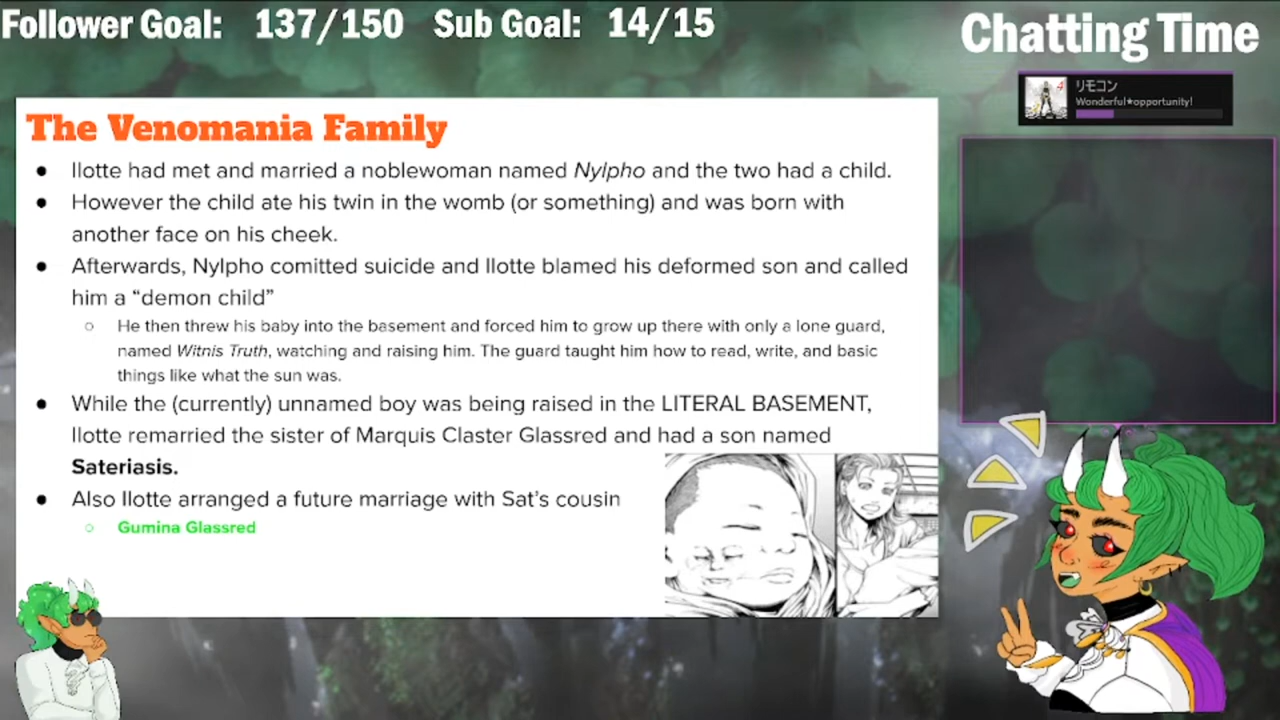 Follower Goal: 137/150 Sub Goal: 14/15
Chatting Time
リモコン
Wonderful★opportunity!
The Venomania Family
● Ilotte had met and married a noblewoman named Nylpho and the two had a child.
● However the child ate his twin in the womb (or something) and was born with
another face on his cheek.
● Afterwards, Nylpho comitted suicide and Ilotte blamed his deformed son and called
him a “demon child”
○ He then threw his baby into the basement and forced him to grow up there with only a lone guard,
named Witnis Truth, watching and raising him. The guard taught him how to read, write, and basic
things like what the sun was.
● While the (currently) unnamed boy was being raised in the LITERAL BASEMENT,
Ilotte remarried the sister of Marquis Claster Glassred and had a son named
Sateriasis.
● Also Ilotte arranged a future marriage with Sat's cousin
○ Gumina Glassred